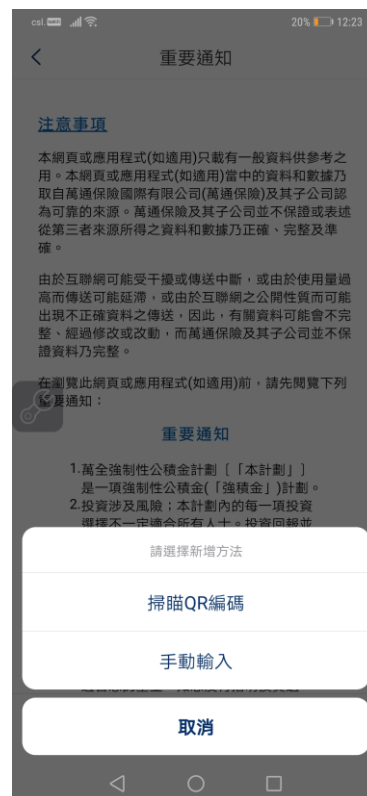 csl. 20% 12:23
重要通知
注意事項
本網頁或應用程式(如適用)只載有一般資料供參考之
用。本網頁或應用程式(如適用)當中的資料和數據乃
取自萬通保險國際有限公司(萬通保險)及其子公司認
為可靠的來源。萬通保險及其子公司並不保證或表述
從第三者來源所得之資料和數據乃正確、完整及準
確。
由於互聯網可能受干擾或傳送中斷，或由於使用量過
高而傳送可能延滯，或由於互聯網之公開性質而可能
出現不正確資料之傳送，因此，有關資料可能會不完
整、經過修改或改動，而萬通保險及其子公司並不保
證資料乃完整。
在瀏覽此網頁或應用程式(如適用)前，請先閱覽下列
重要通知：
重要通知
1.萬全強制性公積金計劃〔「本計劃」〕
是一項強制性公積金(「強積金」)計劃。
2.投資涉及風險；本計劃內的每一項投資
選擇不一定適合所有人士。投資回報並
請選擇新增方法
掃瞄QR編碼
手動輸入
取消